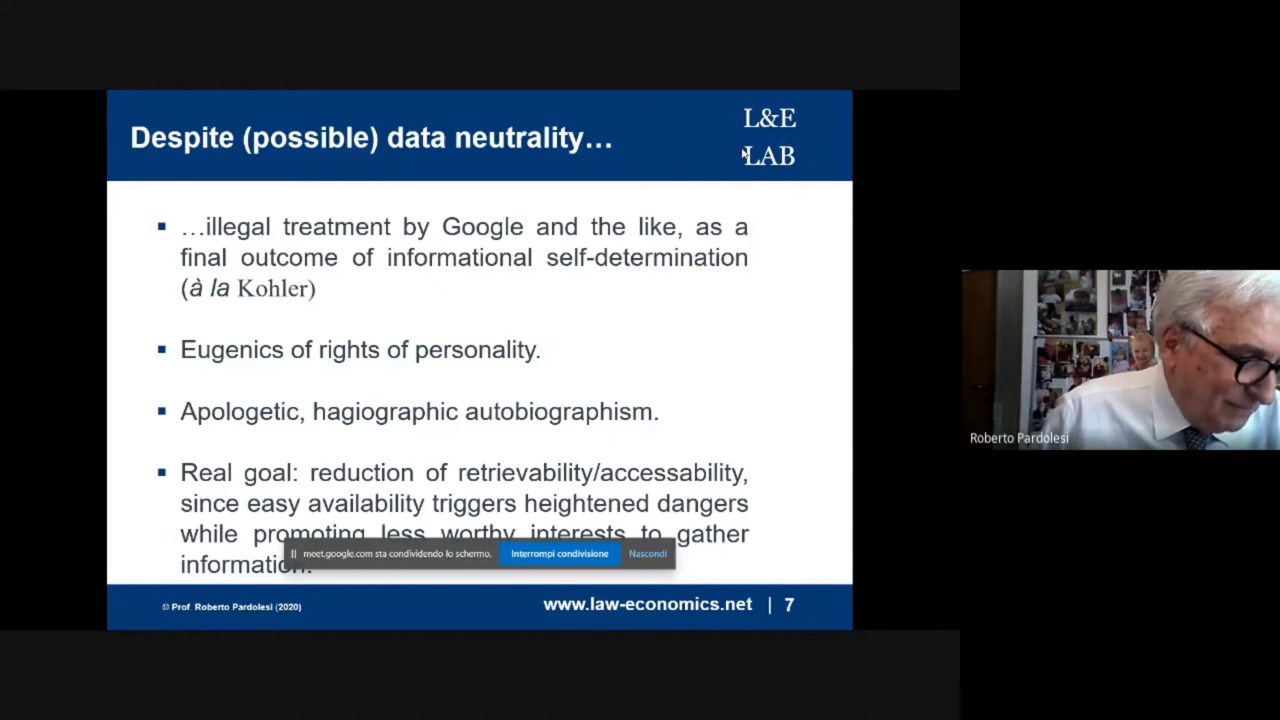 Despite (possible) data neutrality…
L&E
LAB
▪ …illegal treatment by Google and the like, as a
final outcome of informational self-determination
(à la Kohler)
▪ Eugenics of rights of personality.
▪ Apologetic, hagiographic autobiographism.
▪ Real goal: reduction of retrievability/accessability,
since easy availability triggers heightened dangers
while promoting less worthy interests to gather
information.
meet.google.com sta condividendo lo schermo. Interrompi condivisione Nascondi
© Prof Roberto Pardolesi (2020)
www.law-economics.net | 7
Roberto Pardolesi